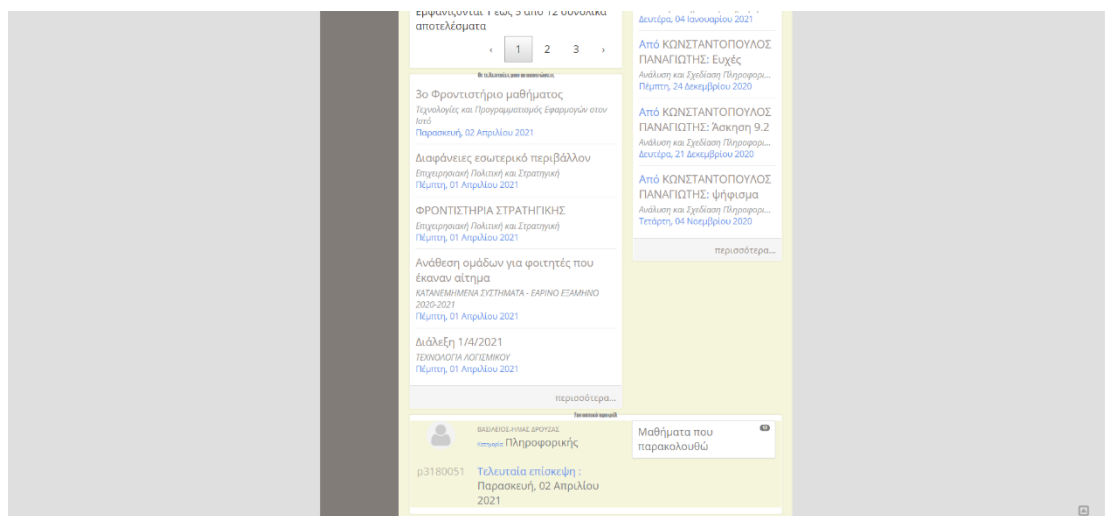 Εμφανίζονται 1 έως 5 από 12 συνολικά
αποτελέσματα
‹ 1 2 3 ›
Οι τελευταίες μου ανακοινώσεις
3ο Φροντιστήριο μαθήματος
Τεχνολογίες και Προγραμματισμός Εφαρμογών στον
Ιστό
Παρασκευή, 02 Απριλίου 2021
Διαφάνειες εσωτερικό περιβάλλον
Επιχειρησιακή Πολιτική και Στρατηγική
Πέμπτη, 01 Απριλίου 2021
ΦΡΟΝΤΙΣΤΗΡΙΑ ΣΤΡΑΤΗΓΙΚΗΣ
Επιχειρησιακή Πολιτική και Στρατηγική
Πέμπτη, 01 Απριλίου 2021
Ανάθεση ομάδων για φοιτητές που
έκαναν αίτημα
ΚΑΤΑΝΕΜΗΜΕΝΑ ΣΥΣΤΗΜΑΤΑ - ΕΑΡΙΝΟ ΕΞΑΜΗΝΟ
2020-2021
Πέμπτη, 01 Απριλίου 2021
Διάλεξη 1/4/2021
ΤΕΧΝΟΛΟΓΙΑ ΛΟΓΙΣΜΙΚΟΥ
Πέμπτη, 01 Απριλίου 2021
περισσότερα...
Δευτέρα, 04 Ιανουαρίου 2021
Από ΚΩΝΣΤΑΝΤΟΠΟΥΛΟΣ
ΠΑΝΑΓΙΩΤΗΣ: Ευχές
Ανάλυση και Σχεδίαση Πληροφορι...
Πέμπτη, 24 Δεκεμβρίου 2020
Από ΚΩΝΣΤΑΝΤΟΠΟΥΛΟΣ
ΠΑΝΑΓΙΩΤΗΣ: Άσκηση 9.2
Ανάλυση και Σχεδίαση Πληροφορι...
Δευτέρα, 21 Δεκεμβρίου 2020
Από ΚΩΝΣΤΑΝΤΟΠΟΥΛΟΣ
ΠΑΝΑΓΙΩΤΗΣ: ψήφισμα
Ανάλυση και Σχεδίαση Πληροφορι...
Τετάρτη, 04 Νοεμβρίου 2020
περισσότερα...
ΒΑΣΙΛΕΙΟΣ-ΗΛΙΑΣ ΔΡΟΥΖΑΣ
Κατηγορία: Πληροφορικής
p3180051
Τελευταία επίσκεψη :
Παρασκευή, 02 Απριλίου
2021
Μαθήματα που
παρακολουθώ